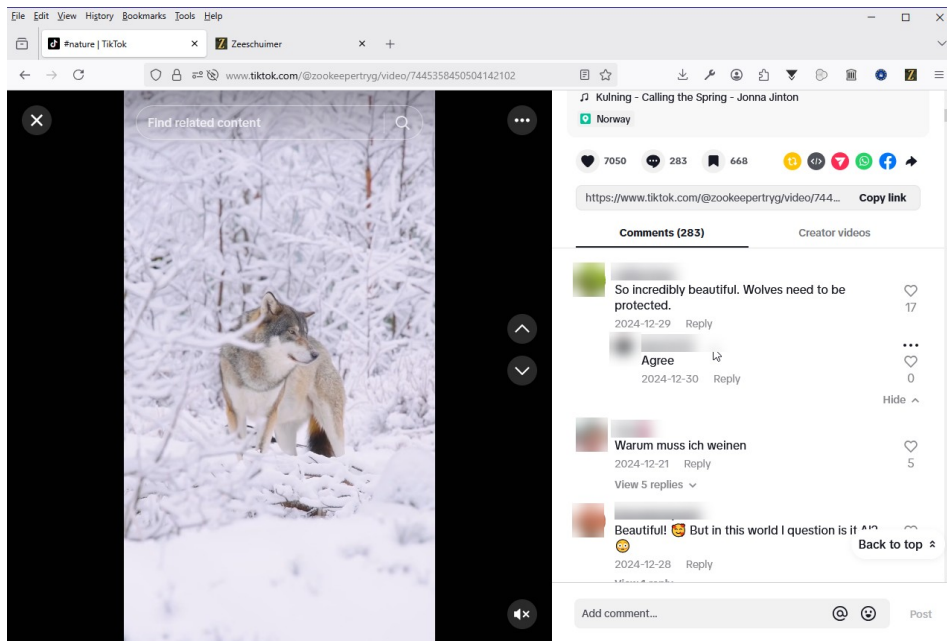 File Edit View History Bookmarks Tools Help
#nature | TikTok
Zeeschuimer
www.tiktok.com/@zookeepertryg/video/7445358450504142102
Find related content
Kulning - Calling the Spring - Jonna Jinton
Norway
7050 283 668
https://www.tiktok.com/@zookeepertryg/video/744... Copy link
Comments (283) Creator videos
So incredibly beautiful. Wolves need to be
protected.
17
2024-12-29 Reply
Agree
2024-12-30 Reply
0
Hide
Warum muss ich weinen
2024-12-21 Reply
5
View 5 replies
Beautiful! 🥰 But in this world I question is it AI?
😳
Back to top
2024-12-28 Reply
View 1 reply
Add comment... Post